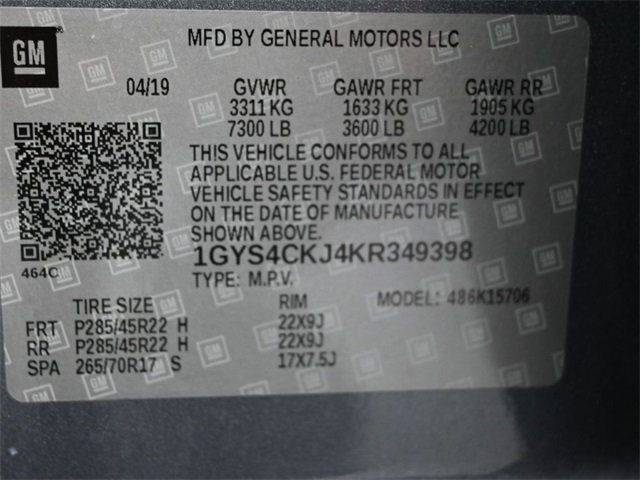 GM
MFD BY GENERAL MOTORS LLC
04/19 GVWR GAWR FRT GAWR RR
3311 KG 1633 KG 1905 KG
7300 LB 3600 LB 4200 LB
THIS VEHICLE CONFORMS TO ALL
APPLICABLE U.S. FEDERAL MOTOR
VEHICLE SAFETY STANDARDS IN EFFECT
ON THE DATE OF MANUFACTURE
SHOWN ABOVE.
464C
1GYS4CKJ4KR349398
TYPE: M.P.V.
MODEL: 486K15706
TIRE SIZE RIM
FRT P285/45R22 H 22X9J
RR P285/45R22 H 22X9J
SPA 265/70R17 S 17X7.5J